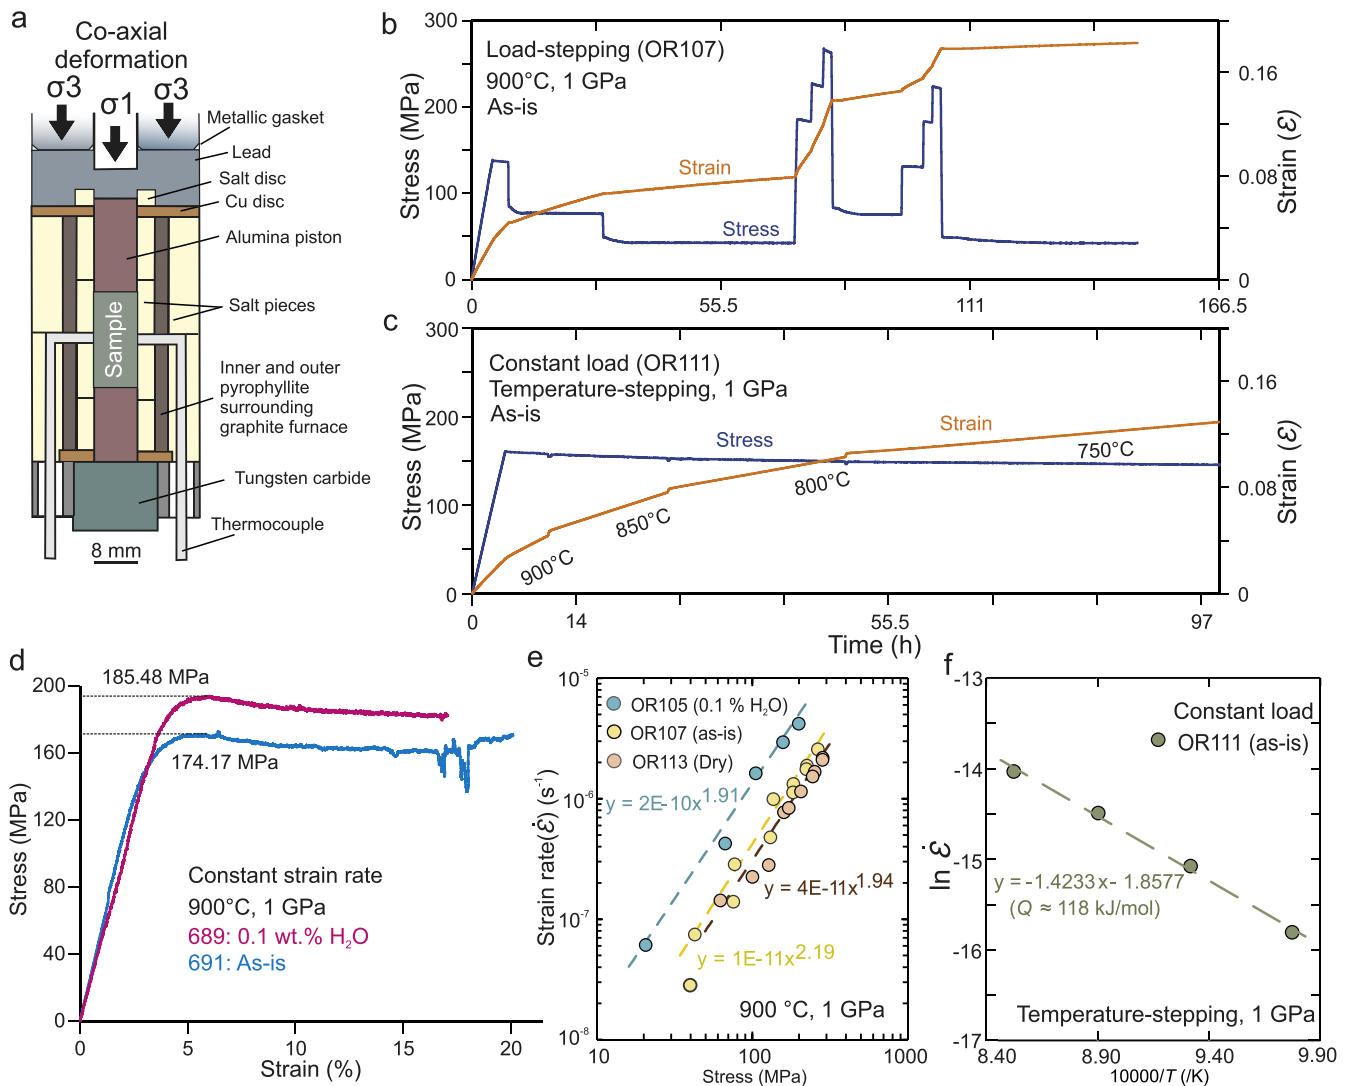 a
Co-axial
deformation
σ3
σ1
σ3
Metallic gasket
Lead
Salt disc
Cu disc
Alumina piston
Salt pieces
Sample
Inner and outer
pyrophyllite
surrounding
graphite furnace
Tungsten carbide
Thermocouple
8 mm
b
300
200
100
0
Stress (MPa)
Load-stepping (OR107)
900°C, 1 GPa
As-is
Strain
Stress
0.16
0.08
0
Strain (ε)
0
55.5
111
166.5
c
300
200
100
0
Stress (MPa)
Constant load (OR111)
Temperature-stepping, 1 GPa
As-is
Stress
Strain
900°C
850°C
800°C
750°C
0.16
0.08
0
Strain (ε)
0
14
55.5
97
Time (h)
d
200
160
120
80
40
0
Stress (MPa)
185.48 MPa
174.17 MPa
Constant strain rate
900°C, 1 GPa
689: 0.1 wt.% H₂O
691: As-is
0
5
10
15
20
Strain (%)
e
10⁻⁵
10⁻⁶
10⁻⁷
10⁻⁸
Strain rate(ε̇) (s⁻¹)
OR105 (0.1 % H₂O)
OR107 (as-is)
OR113 (Dry)
y = 2E-10x¹·⁹¹
y = 4E-11x¹·⁹⁴
y = 1E-11x²·¹⁹
900 °C, 1 GPa
10
100
1000
Stress (MPa)
f
-13
-14
-15
-16
-17
ln ε̇
Constant load
OR111 (as-is)
y = -1.4233x- 1.8577
(Q ≈ 118 kJ/mol)
Temperature-stepping, 1 GPa
8.40
8.90
9.40
9.90
10000/T (/K)